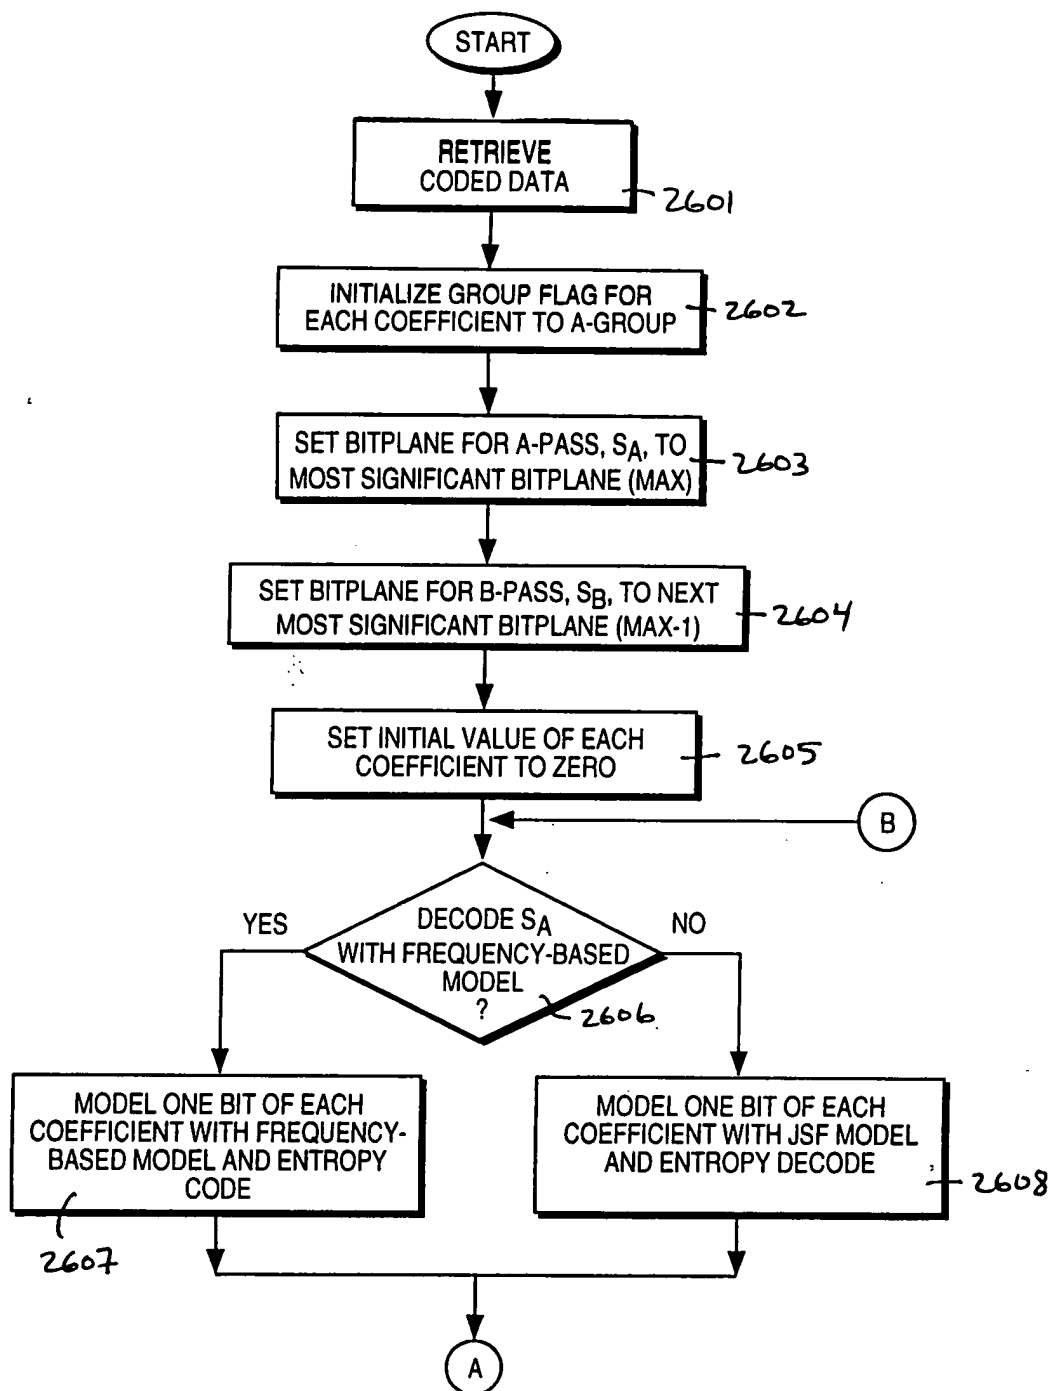 START
RETRIEVE
CODED DATA
2601
INITIALIZE GROUP FLAG FOR
EACH COEFFICIENT TO A-GROUP
2602
SET BITPLANE FOR A-PASS, SA, TO
MOST SIGNIFICANT BITPLANE (MAX)
2603
SET BITPLANE FOR B-PASS, SB, TO NEXT
MOST SIGNIFICANT BITPLANE (MAX-1)
2604
SET INITIAL VALUE OF EACH
COEFFICIENT TO ZERO
2605
B
YES
DECODE SA
WITH FREQUENCY-BASED
MODEL
?
NO
2606
MODEL ONE BIT OF EACH
COEFFICIENT WITH FREQUENCY-
BASED MODEL AND ENTROPY
CODE
2607
MODEL ONE BIT OF EACH
COEFFICIENT WITH JSF MODEL
AND ENTROPY DECODE
2608
A